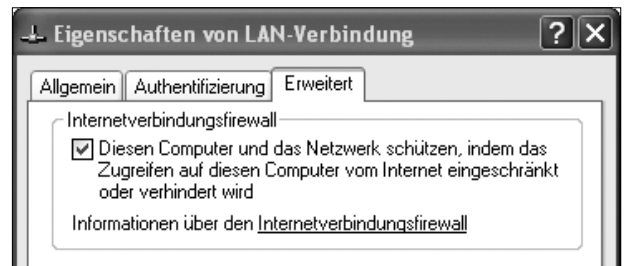 Eigenschaften von LAN-Verbindung
Allgemein Authentifizierung Erweitert
Internetverbindungsfirewall
Diesen Computer und das Netzwerk schützen, indem das
Zugreifen auf diesen Computer vom Internet eingeschränkt
oder verhindert wird
Informationen über den Internetverbindungsfirewall